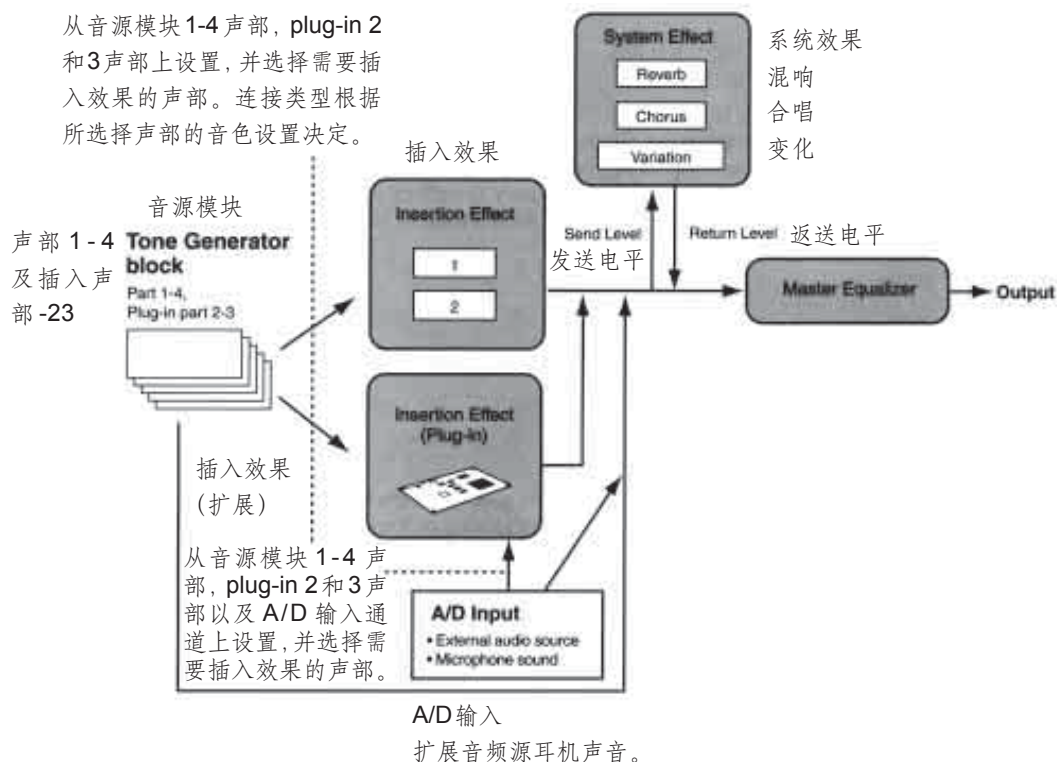 从音源模块1-4声部，plug-in 2
和3声部上设置，并选择需要插
入效果的声部。连接类型根据
所选择声部的音色设置决定。
System Effect
Reverb
Chorus
Variation
系统效果
混响
合唱
变化
插入效果
Insertion Effect
1
2
音源模块
声部 1-4
及插入声
部-23
Tone Generator
block
Part 1-4,
Plug-in part 2-3
Send Level
发送电平
Return Level
返送电平
Master Equalizer
Output
Insertion Effect
(Plug-in)
插入效果
（扩展）
从音源模块 1-4 声
部，plug-in 2和3声
部以及 A/D 输入通
道上设置，并选择需
要插入效果的声部。
A/D Input
• External audio source
• Microphone sound
A/D输入
扩展音频源耳机声音。